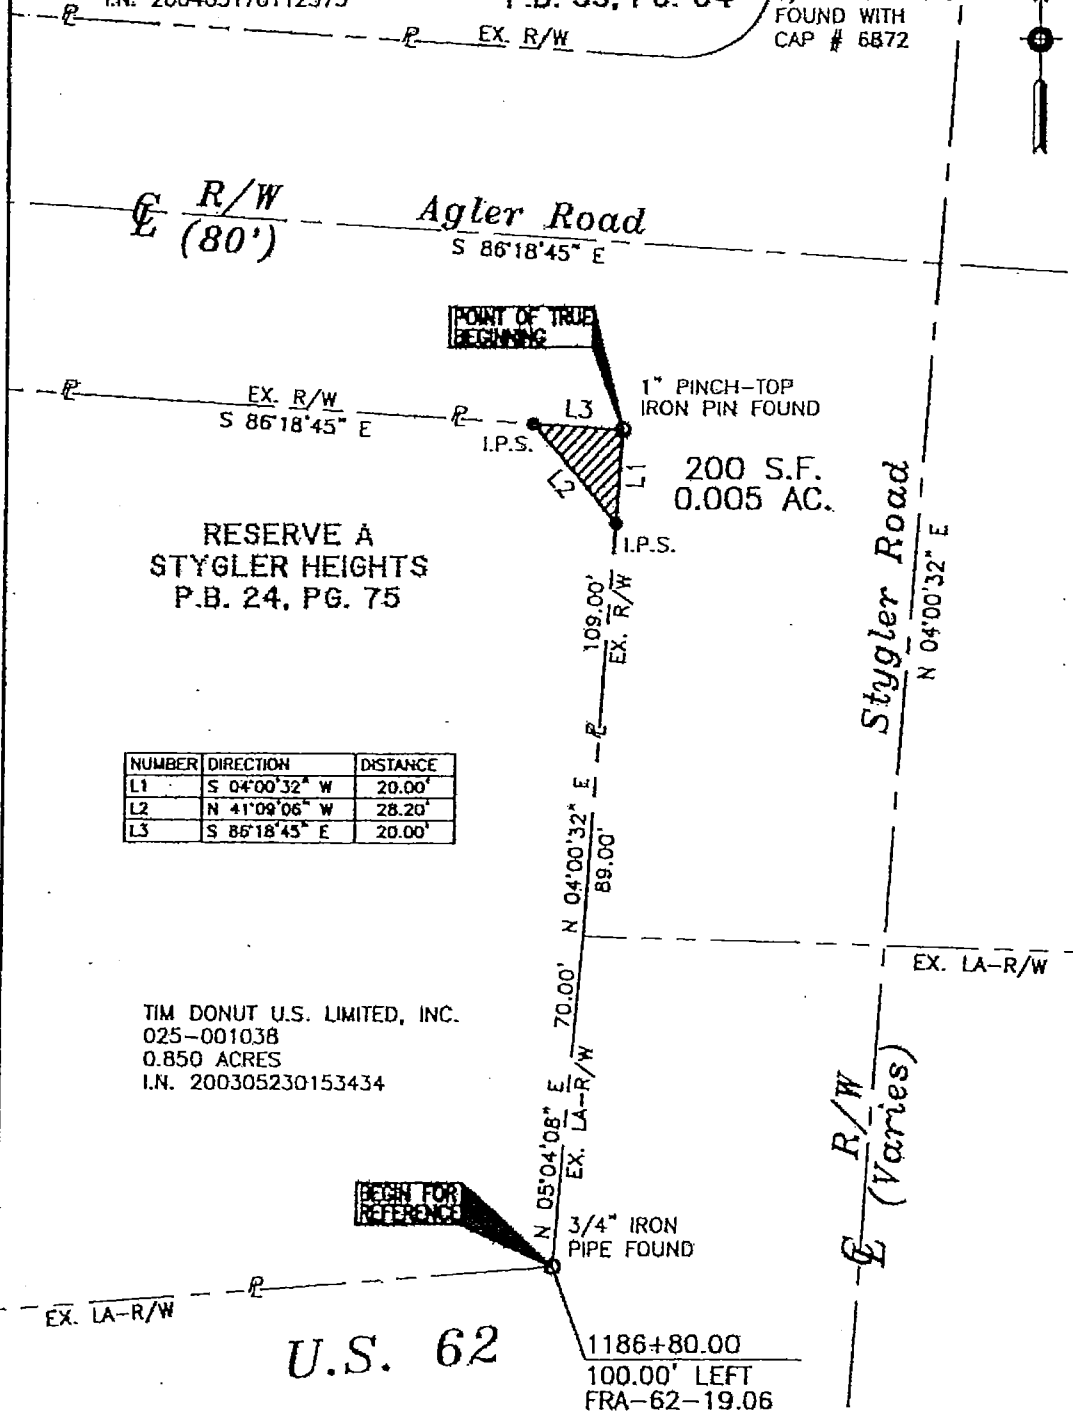 EX. R/W
FOUND WITH
CAP # 6872
℄ R/W
(80')
Agler Road
S 86°18'45" E
POINT OF TRUE
BEGINNING
1" PINCH-TOP
IRON PIN FOUND
EX. R/W
S 86°18'45" E
L3
I.P.S.
L2
L1
200 S.F.
0.005 AC.
I.P.S.
RESERVE A
STYGLER HEIGHTS
P.B. 24, PG. 75
109.00'
EX. R/W
Stygler Road
N 04°00'32" E
NUMBER DIRECTION DISTANCE
L1 S 04°00'32" W 20.00'
L2 N 41°09'06" W 28.20'
L3 S 86°18'45" E 20.00'
N 04°00'32" E
89.00'
EX. LA-R/W
TIM DONUT U.S. LIMITED, INC.
025-001038
0.850 ACRES
I.N. 200305230153434
N 05°04'08" E 70.00'
EX. LA-R/W
℄ R/W
(Varies)
BEGIN FOR
REFERENCE
3/4" IRON
PIPE FOUND
EX. LA-R/W
U.S. 62
1186+80.00
100.00' LEFT
FRA-62-19.06